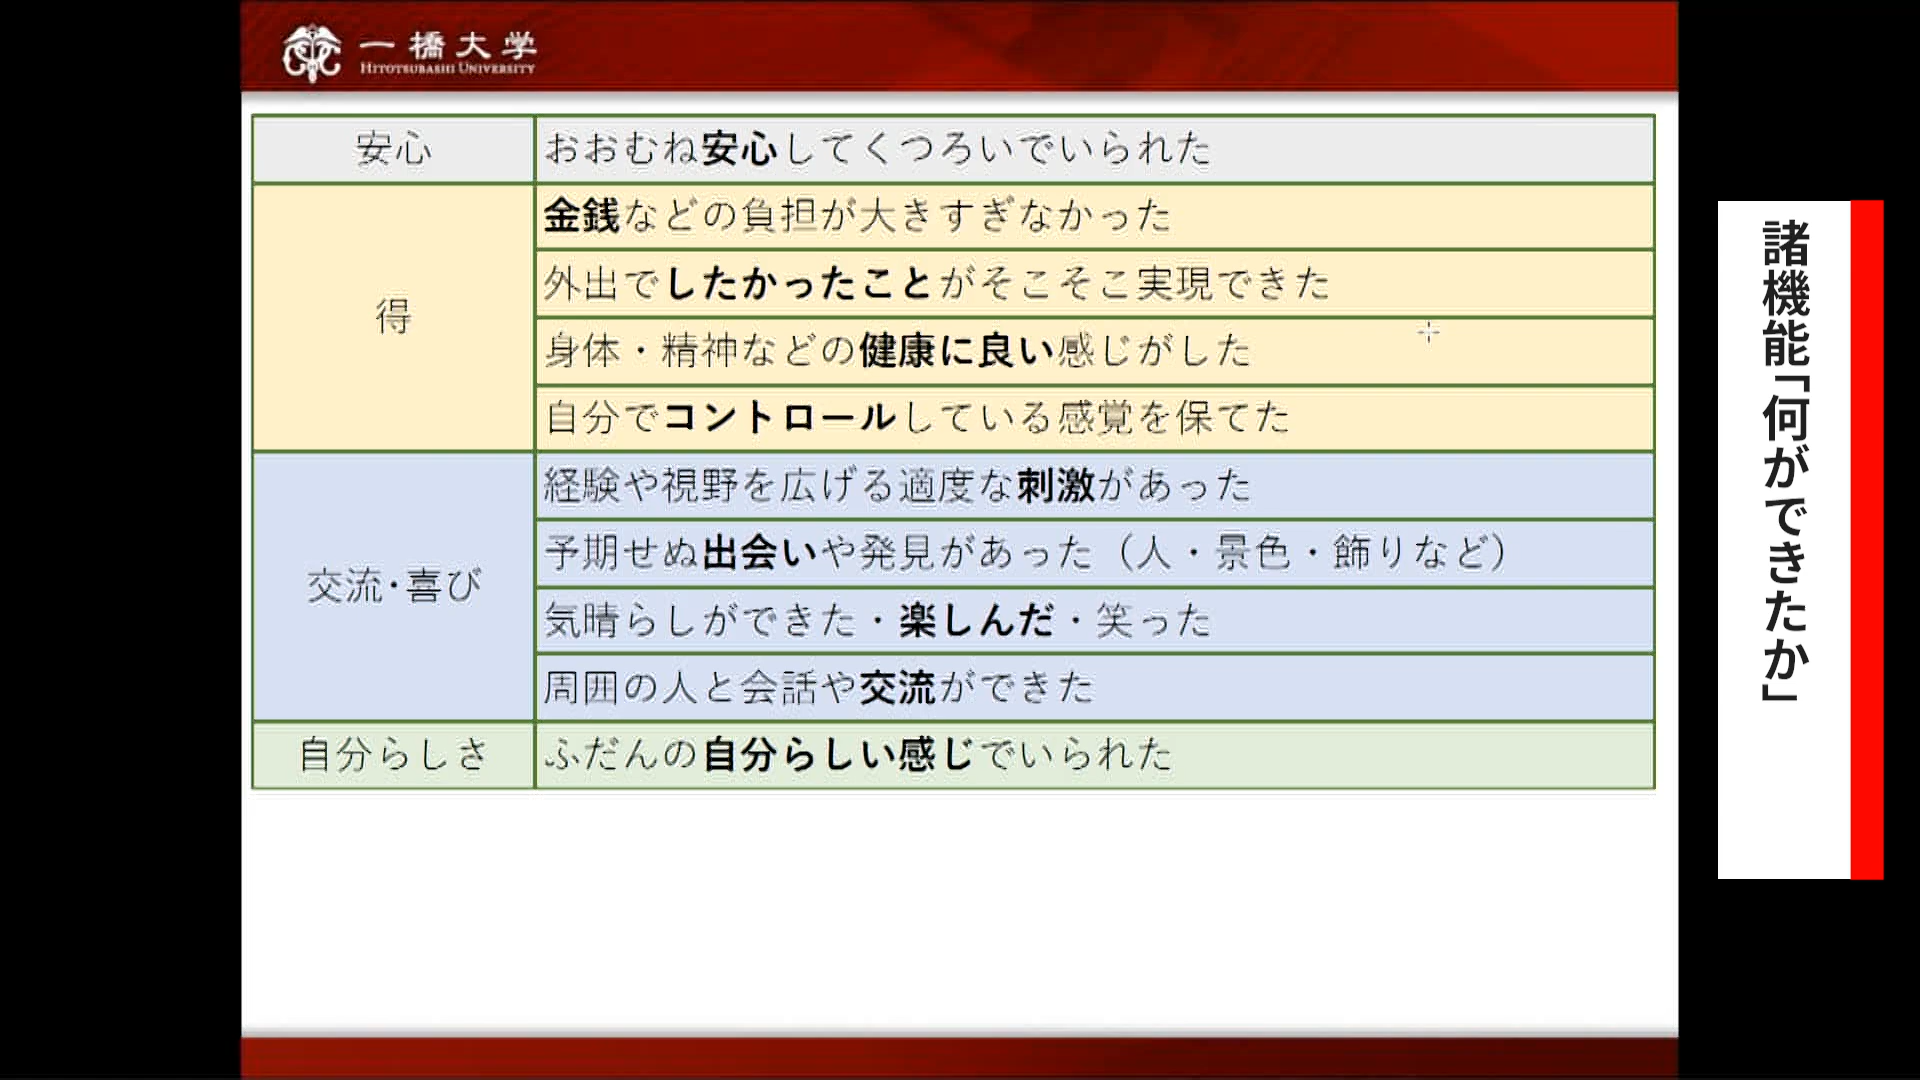 一橋大学
HITOTSUBASHI UNIVERSITY
安心
おおむね安心してくつろいでいられた
得
金銭などの負担が大きすぎなかった
外出でしたかったことがそこそこ実現できた
身体・精神などの健康に良い感じがした
自分でコントロールしている感覚を保てた
交流・喜び
経験や視野を広げる適度な刺激があった
予期せぬ出会いや発見があった（人・景色・飾りなど）
気晴らしができた・楽しんだ・笑った
周囲の人と会話や交流ができた
自分らしさ
ふだんの自分らしい感じでいられた
諸機能「何ができたか」